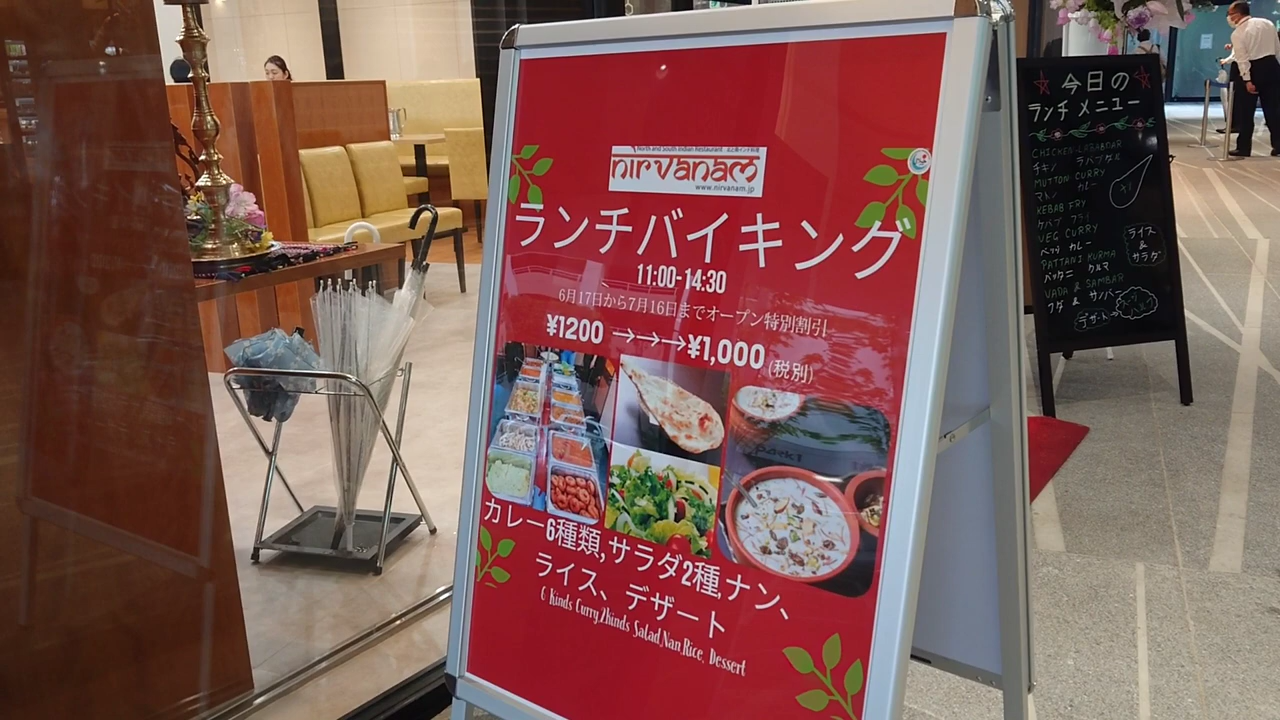 North and South Indian Restaurant 北と南インド料理
nirvanam
www.nirvanam.jp
ランチバイキング
11:00-14:30
6月17日から7月16日までオープン特別割引
¥1200 →→→¥1,000 (税別)
カレー6種類,サラダ2種,ナン、
ライス、デザート
6 Kinds Curry,2kinds Salad,Nan,Rice, Dessert
今日の
ランチ メニュー
チキン ラバブダル
MUTTON CURRY
マトン カレー
KEBAB FRY
ケバブ フライ
VEG CURRY
ベッジ カレー
PATTANI KURMA
パッタニ クルマ
VADA & SAMBAR
ワダ & サンバー
ライス
&
サラダ
デザート